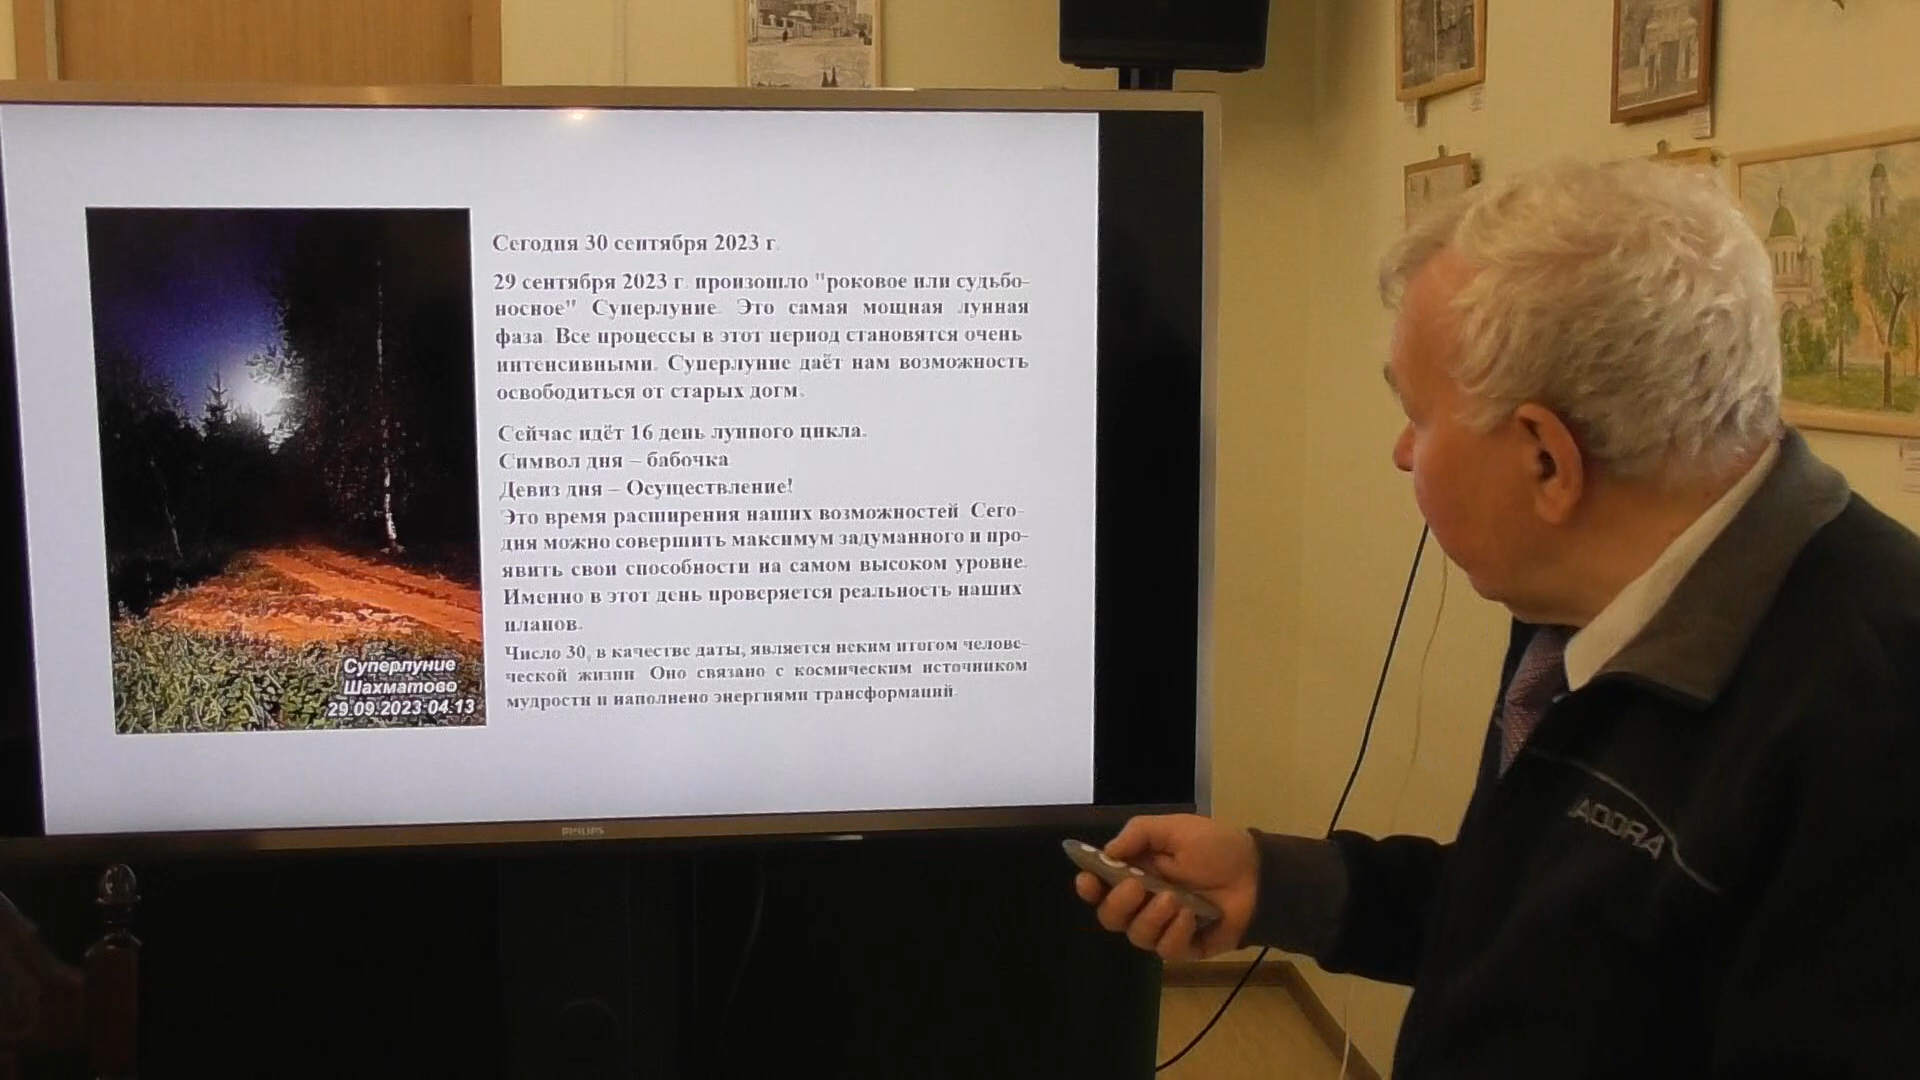 Сегодня 30 сентября 2023 г.
29 сентября 2023 г. произошло "роковое или судьбо-
носное" Суперлуние. Это самая мощная лунная
фаза. Все процессы в этот период становятся очень
интенсивными. Суперлуние даёт нам возможность
освободиться от старых догм.
Сейчас идёт 16 день лунного цикла.
Символ дня – бабочка
Девиз дня – Осуществление!
Это время расширения наших возможностей. Сего-
дня можно совершить максимум задуманного и про-
явить свои способности на самом высоком уровне.
Именно в этот день проверяется реальность наших
планов.
Число 30, в качестве даты, является неким итогом челове-
ческой жизни. Оно связано с космическим источником
мудрости и наполнено энергиями трансформаций.
Суперлуние
Шахматово
29.09.2023-04.13
PHILIPS
JADORA